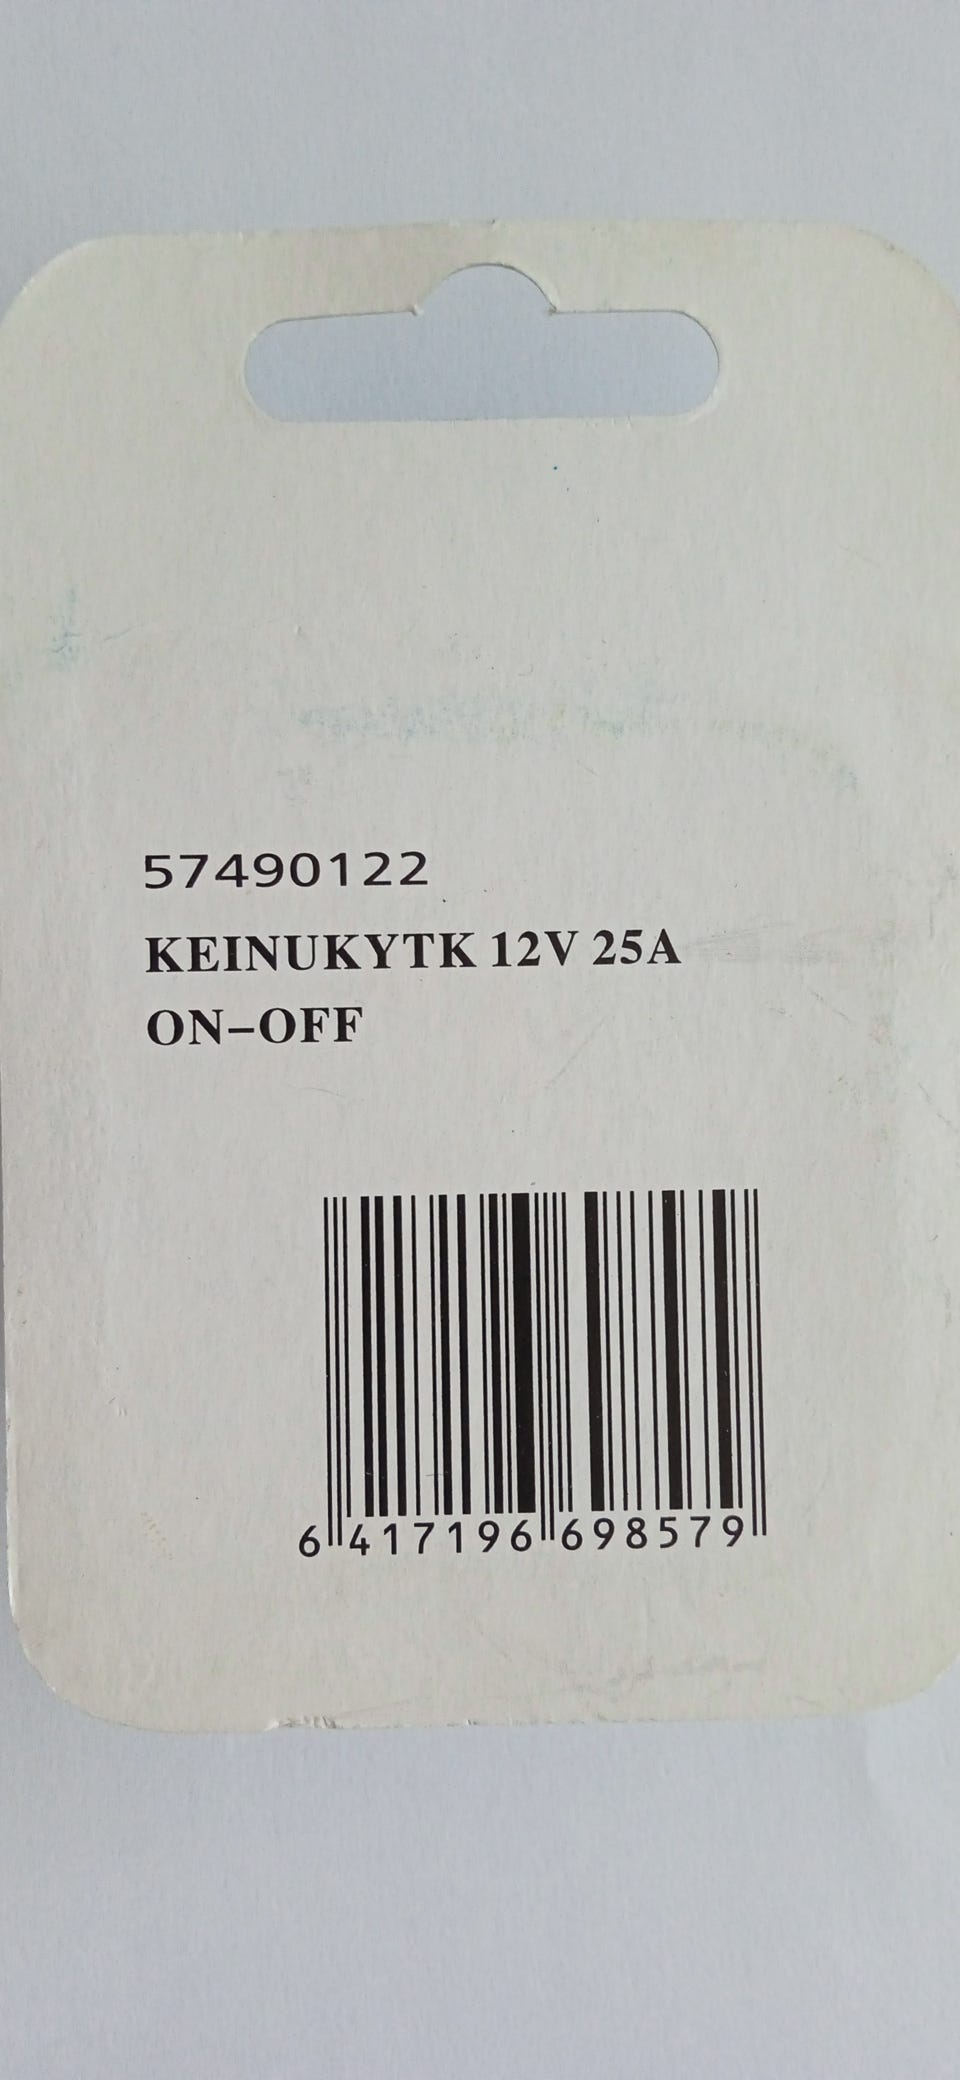 57490122
KEINUKYTK 12V 25A
ON-OFF
6 417196 698579